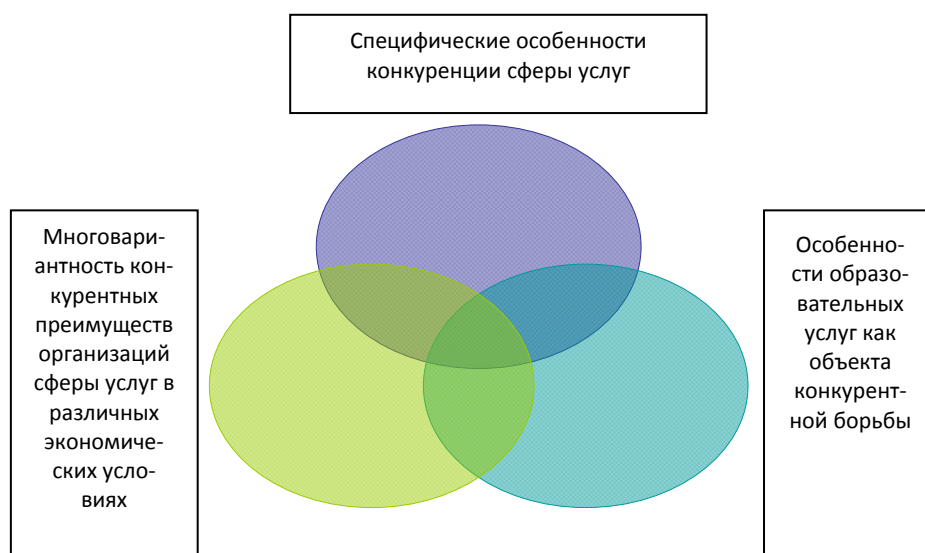 Специфические особенности
конкуренции сферы услуг
Многовари-
антность кон-
курентных
преимуществ
организаций
сферы услуг в
различных
экономиче-
ских усло-
виях
Особенно-
сти образо-
вательных
услуг как
объекта
конкурент-
ной борьбы